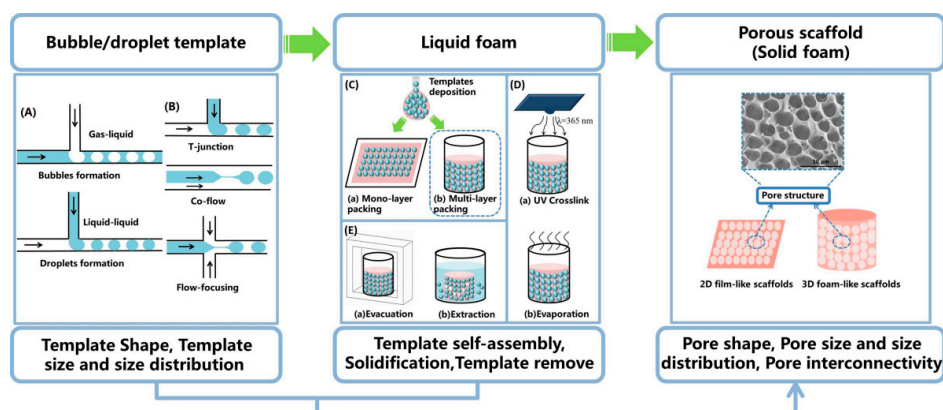 Bubble/droplet template
Liquid foam
Porous scaffold
(Solid foam)
(A)
Gas-liquid
Bubbles formation
Liquid-liquid
Droplets formation
(B)
T-junction
Co-flow
Flow-focusing
(C)
Templates
deposition
(a) Mono-layer
packing
(b) Multi-layer
packing
(D)
λ=365 nm
(a) UV Crosslink
(E)
(a)Evacuation
(b)Extraction
(b)Evaporation
Pore structure
2D film-like scaffolds
3D foam-like scaffolds
Template Shape, Template
size and size distribution
Template self-assembly,
Solidification,Template remove
Pore shape, Pore size and size
distribution, Pore interconnectivity